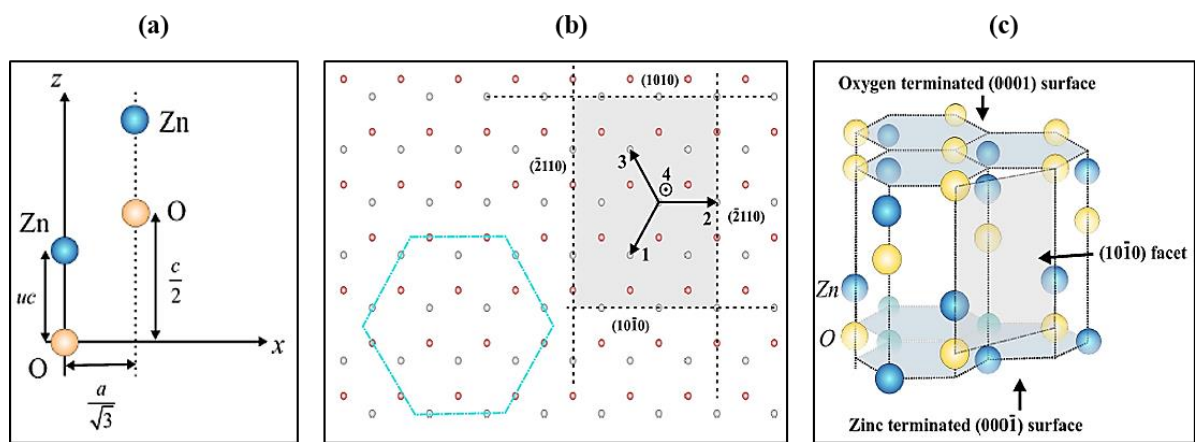 (a)
(b)
(c)
z
Zn
Zn
O
uc
c/2
O
x
a/√3
(1010)
(2̄110)
3
4
2
1
(2̄110)
(101̄0)
Oxygen terminated (0001) surface
(101̄0) facet
Zn
O
Zinc terminated (0001̄) surface